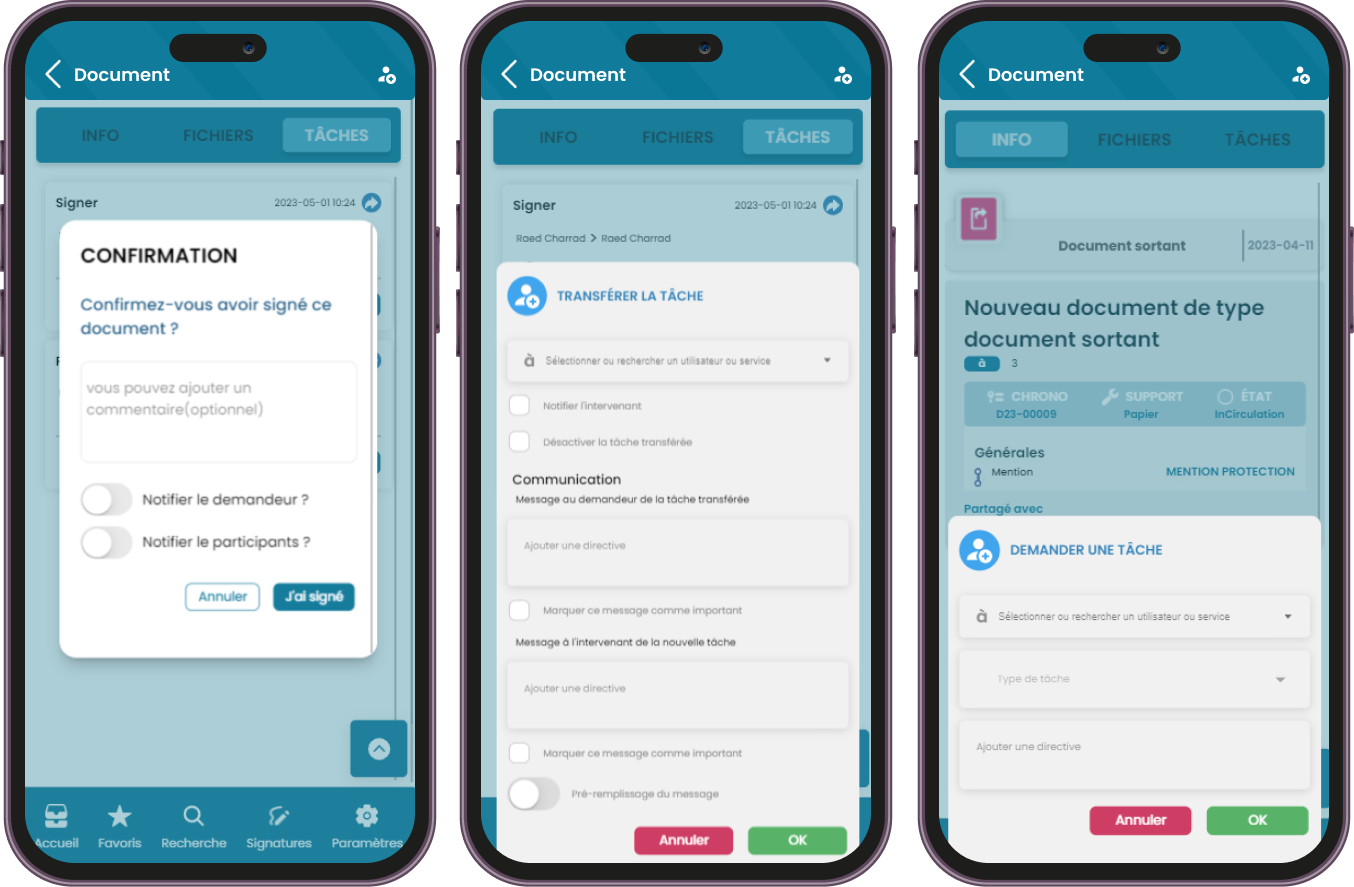 Document
INFO FICHIERS TÂCHES
Signer 2023-05-01 10:24
CONFIRMATION
Confirmez-vous avoir signé ce
document ?
vous pouvez ajouter un
commentaire(optionnel)
Notifier le demandeur ?
Notifier le participants ?
Annuler J'ai signé
Accueil Favoris Recherche Signatures Paramètres
Document
INFO FICHIERS TÂCHES
Signer 2023-05-01 10:24
Raed Charrad > Raed Charrad
TRANSFÉRER LA TÂCHE
à Sélectionner ou rechercher un utilisateur ou service
Notifier l'intervenant
Désactiver la tâche transférée
Communication
Message au demandeur de la tâche transférée
Ajouter une directive
Marquer ce message comme important
Message à l'intervenant de la nouvelle tâche
Ajouter une directive
Marquer ce message comme important
Pré-remplissage du message
Annuler OK
Document
INFO FICHIERS TÂCHES
Document sortant 2023-04-11
Nouveau document de type
document sortant
à 3
CHRONO SUPPORT ÉTAT
D23-00009 Papier InCirculation
Générales
Mention MENTION PROTECTION
Partagé avec
DEMANDER UNE TÂCHE
à Sélectionner ou rechercher un utilisateur ou service
Type de tâche
Ajouter une directive
Annuler OK